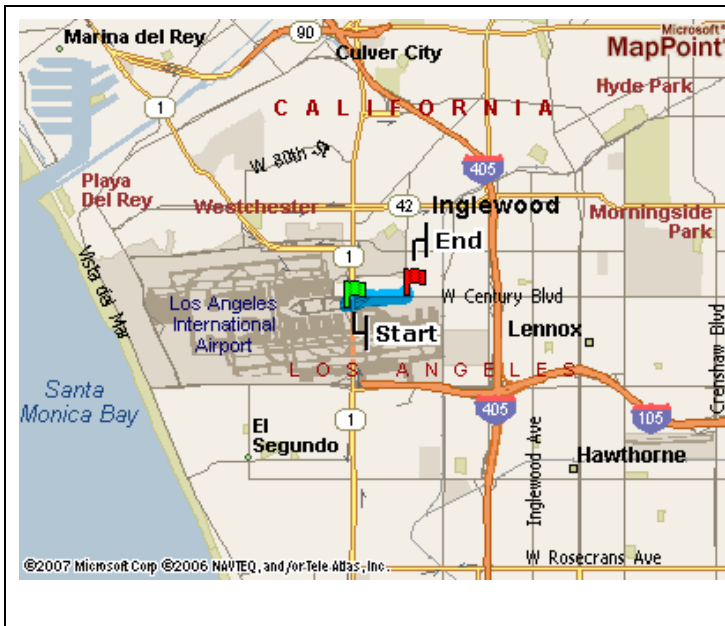 Marina del Rey
90
Culver City
Microsoft®
MapPoint®
Hyde Park
1
CALIFORNIA
W 80th St
405
Playa
Del Rey
Westchester
42
Inglewood
Morningside
Park
End
1
Vista del Mar
W Century Blvd
Los Angeles
International
Airport
Start
Lennox
Crenshaw Blvd
LOS ANGELES
Santa
Monica Bay
El
Segundo
1
405
105
Inglewood Ave
Hawthorne
W Rosecrans Ave
©2007 Microsoft Corp ©2006 NAVTEQ, and/or Tele Atlas, Inc.